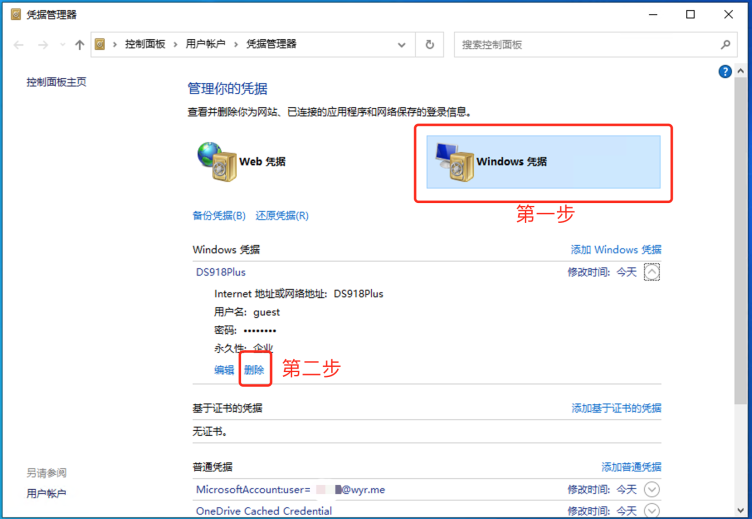 凭据管理器
控制面板 › 用户帐户 › 凭据管理器
搜索控制面板
控制面板主页
管理你的凭据
查看并删除你为网站、已连接的应用程序和网络保存的登录信息。
Web 凭据
Windows 凭据
第一步
备份凭据(B) 还原凭据(R)
Windows 凭据 添加 Windows 凭据
DS918Plus 修改时间: 今天
Internet 地址或网络地址: DS918Plus
用户名: guest
密码: ••••••••
永久性: 企业
编辑 删除 第二步
基于证书的凭据 添加基于证书的凭据
无证书。
普通凭据 添加普通凭据
MicrosoftAccount:user= @wyr.me 修改时间: 今天
OneDrive Cached Credential 修改时间: 今天
另请参阅
用户帐户